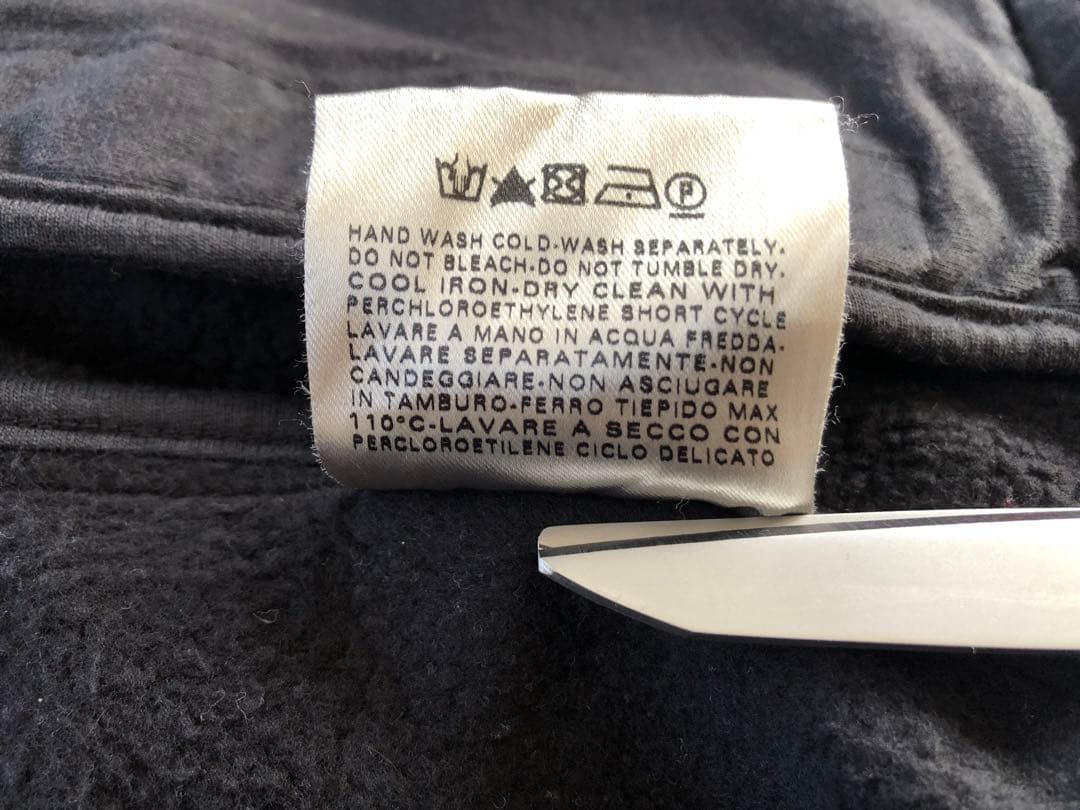 P
HAND WASH COLD-WASH SEPARATELY.
DO NOT BLEACH-DO NOT TUMBLE DRY.
COOL IRON-DRY CLEAN WITH
PERCHLOROETHYLENE SHORT CYCLE
LAVARE A MANO IN ACQUA FREDDA.
LAVARE SEPARATAMENTE-NON
CANDEGGIARE-NON ASCIUGARE
IN TAMBURO-FERRO TIEPIDO MAX
110°C-LAVARE A SECCO CON
PERCLOROETILENE CICLO DELICATO